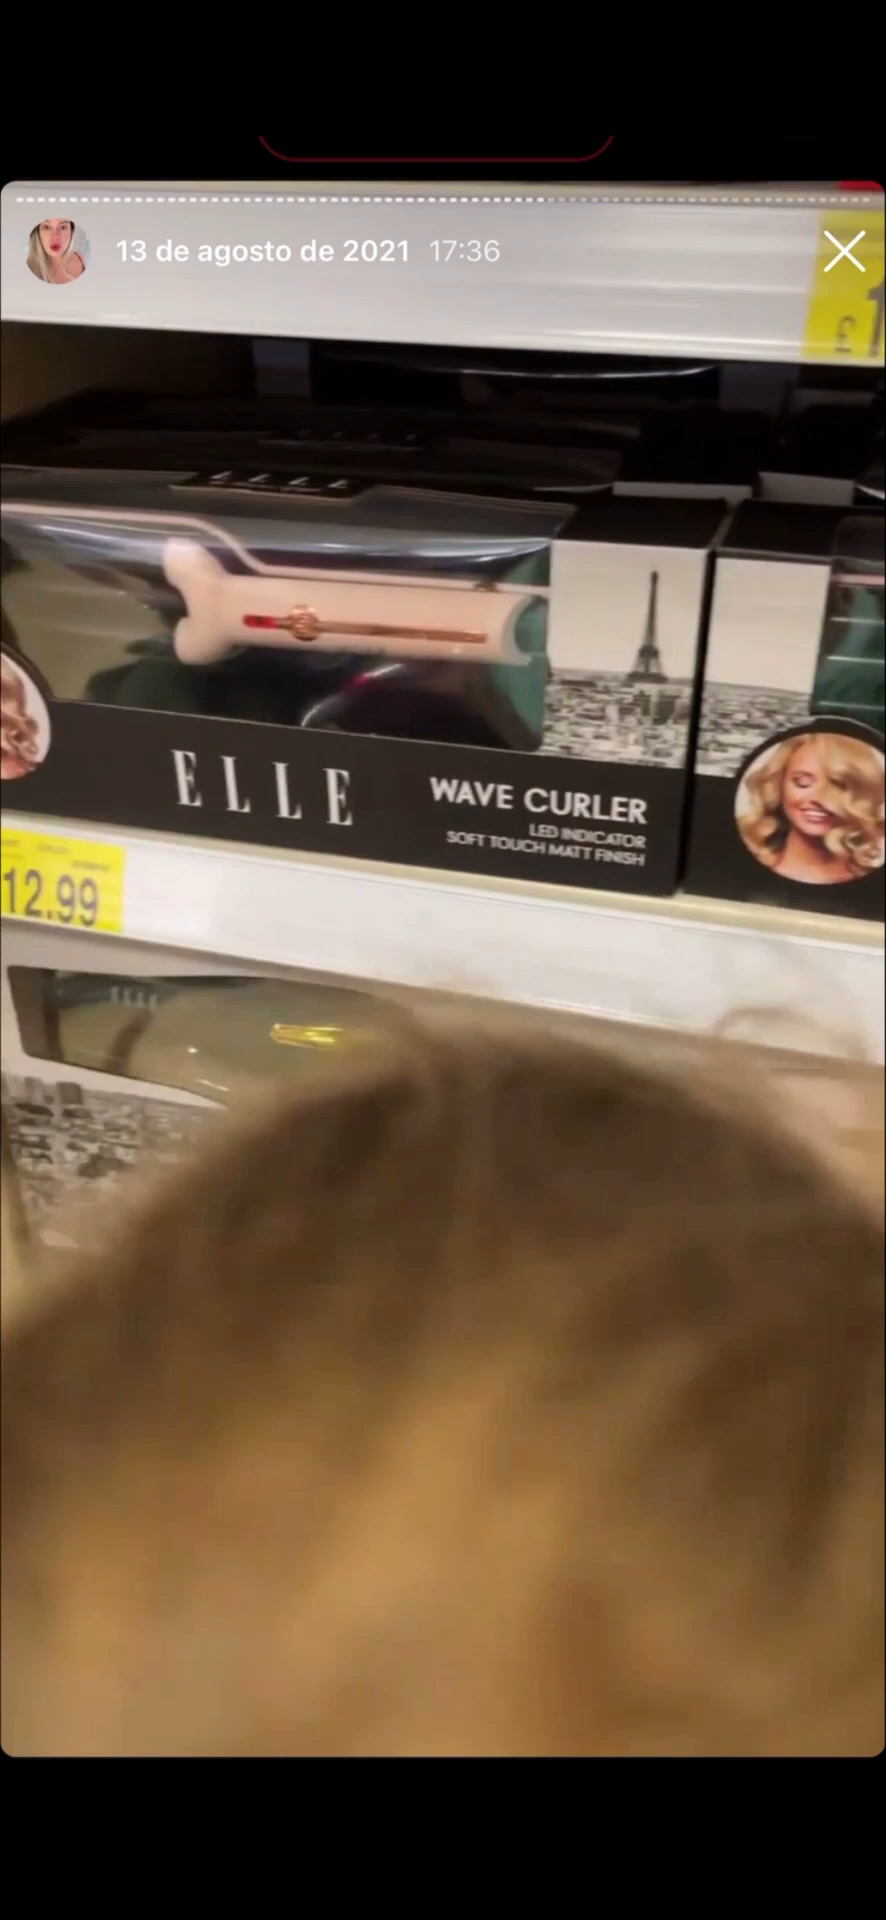 13 de agosto de 2021 17:36
ELLE
ELLE
WAVE CURLER
LED INDICATOR
SOFT TOUCH MATT FINISH
12.99
ELLE